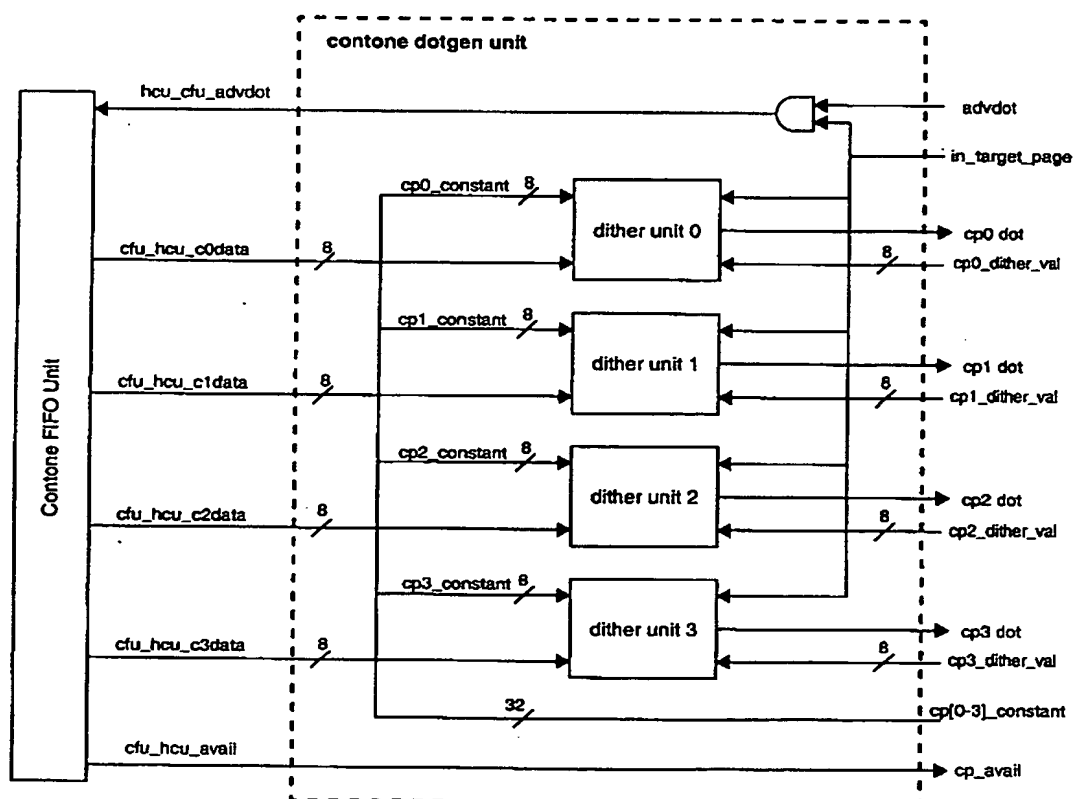 contone dotgen unit
hcu_cfu_advdot
advdot
in_target_page
cp0_constant 8
dither unit 0
cp0 dot
cfu_hcu_c0data 8
8 cp0_dither_val
cp1_constant 8
dither unit 1
cp1 dot
cfu_hcu_c1data 8
8 cp1_dither_val
Contone FIFO Unit
cp2_constant 8
dither unit 2
cp2 dot
cfu_hcu_c2data 8
8 cp2_dither_val
cp3_constant 8
dither unit 3
cp3 dot
cfu_hcu_c3data 8
8 cp3_dither_val
32 cp[0-3]_constant
cfu_hcu_avail
cp_avail